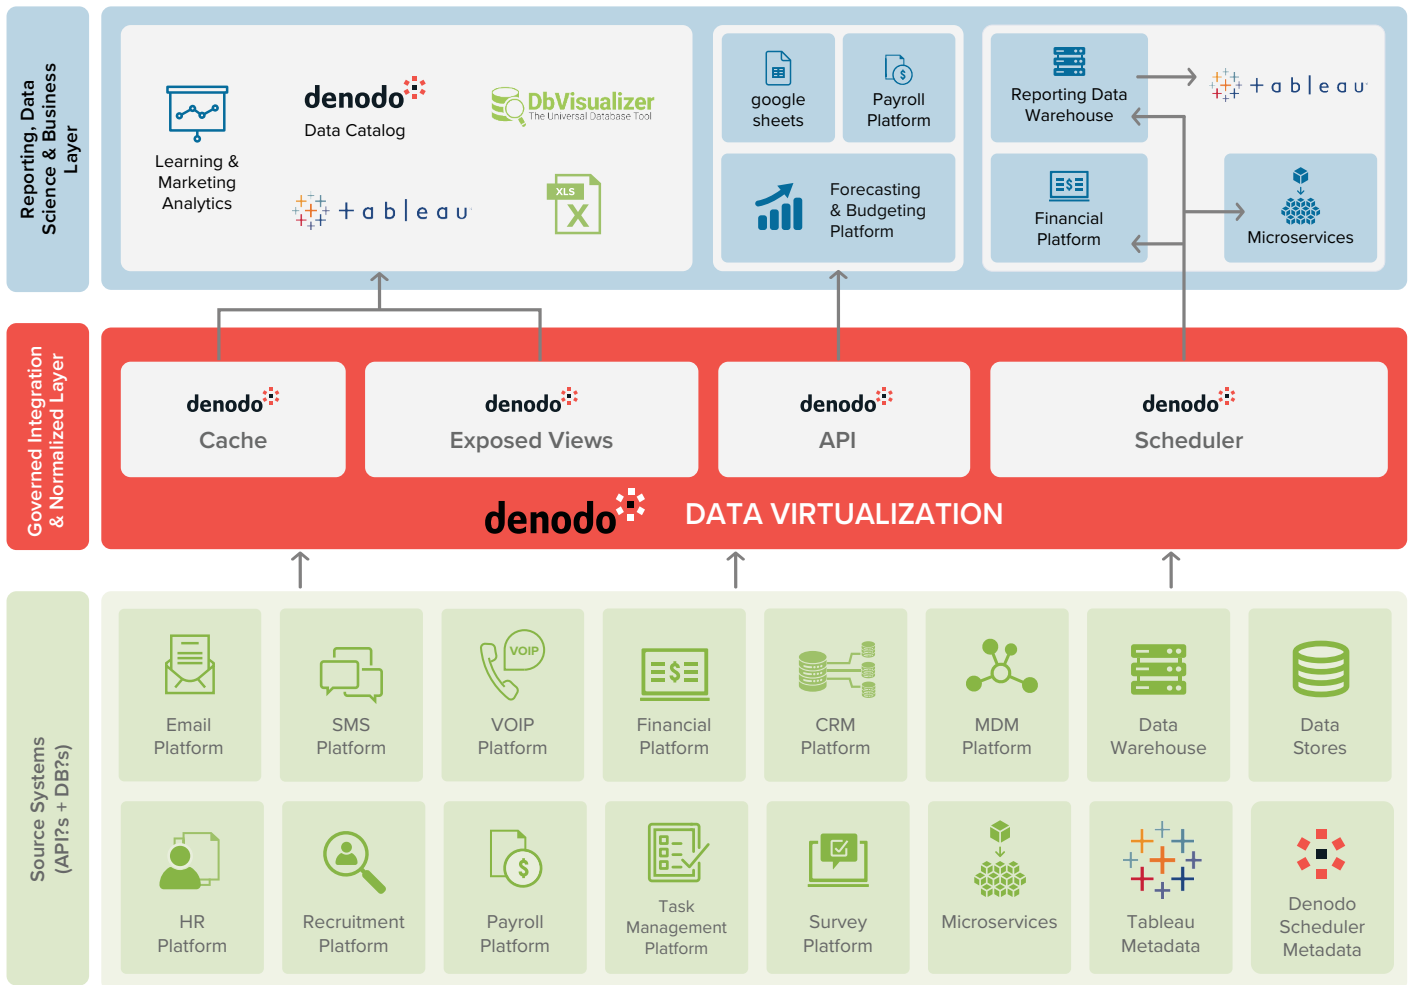 Reporting, Data
Science & Business
Layer
Learning &
Marketing
Analytics
denodo
Data Catalog
DbVisualizer
The Universal Database Tool
+ableau
XLS
X
google
sheets
$
Payroll
Platform
Forecasting
& Budgeting
Platform
Reporting Data
Warehouse
+ableau
$
Financial
Platform
Microservices
Governed Integration
& Normalized Layer
denodo
Cache
denodo
Exposed Views
denodo
API
denodo
Scheduler
denodo
DATA VIRTUALIZATION
Source Systems
(API?s + DB?s)
Email
Platform
SMS
Platform
VOIP
VOIP
Platform
$
Financial
Platform
CRM
Platform
MDM
Platform
Data
Warehouse
Data
Stores
HR
Platform
Recruitment
Platform
$
Payroll
Platform
Task
Management
Platform
Survey
Platform
Microservices
Tableau
Metadata
Denodo
Scheduler
Metadata